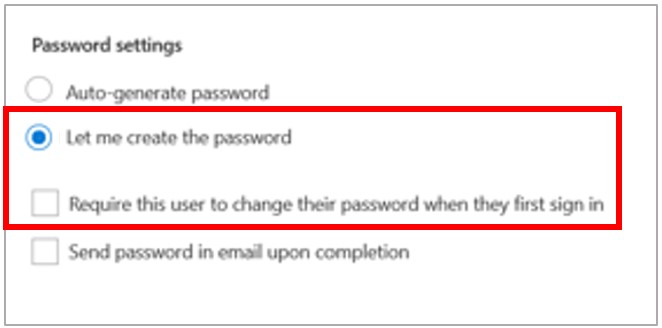 Password settings
Auto-generate password
Let me create the password
Require this user to change their password when they first sign in
Send password in email upon completion